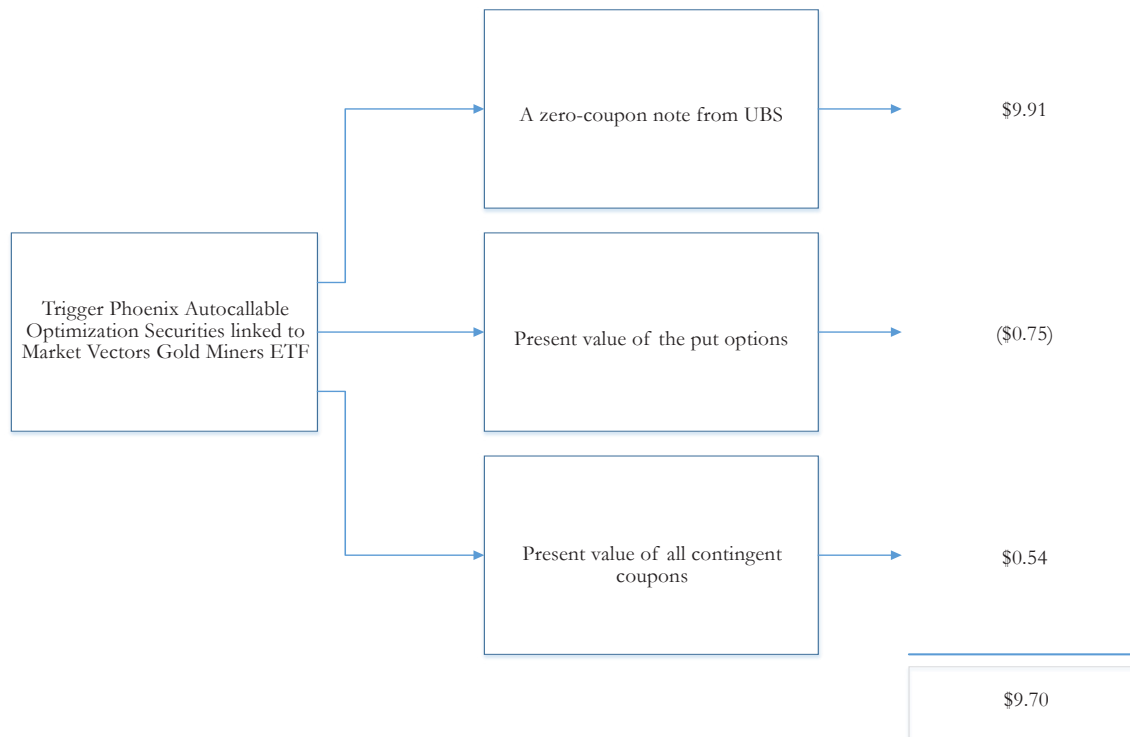 A zero-coupon note from UBS
$9.91
Trigger Phoenix Autocallable
Optimization Securities linked to
Market Vectors Gold Miners ETF
Present value of the put options
($0.75)
Present value of all contingent
coupons
$0.54
$9.70